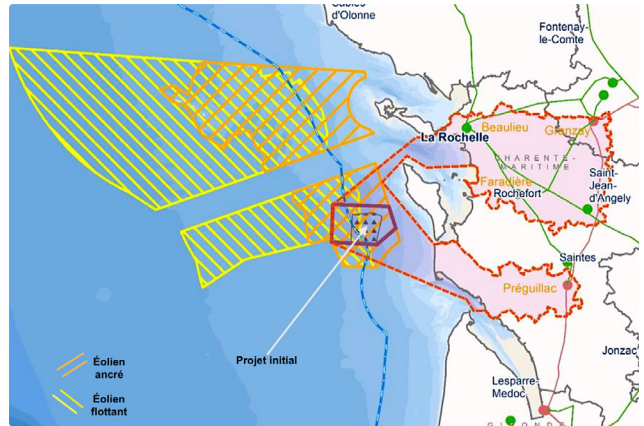 Sables
d'Olonne
Fontenay-
le-Comte
La Rochelle
Beaulieu
Granzay
CHARENTE-
MARITIME
Faradière
Rochefort
Saint-
Jean-
d'Angely
Saintes
Préguillac
Projet initial
Jonzac
Lesparre-
Medoc
GIRONDE
Éolien
ancré
Éolien
flottant